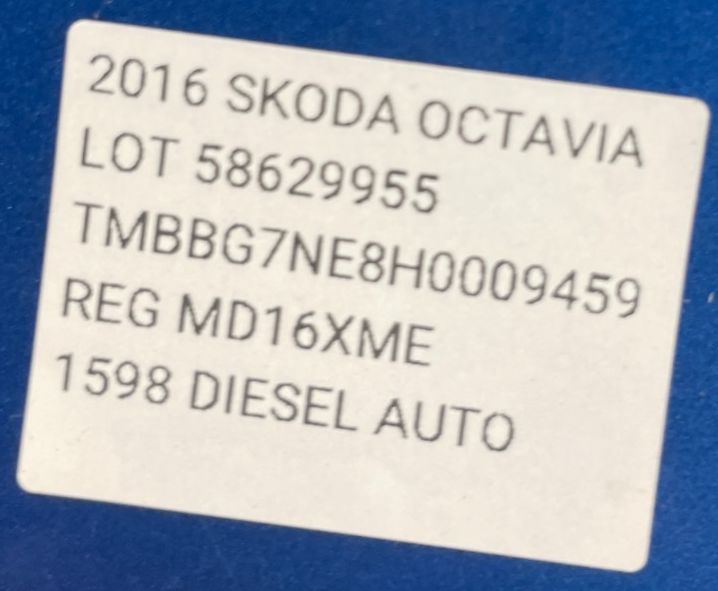 2016 SKODA OCTAVIA
LOT 58629955
TMBBG7NE8H0009459
REG MD16XME
1598 DIESEL AUTO